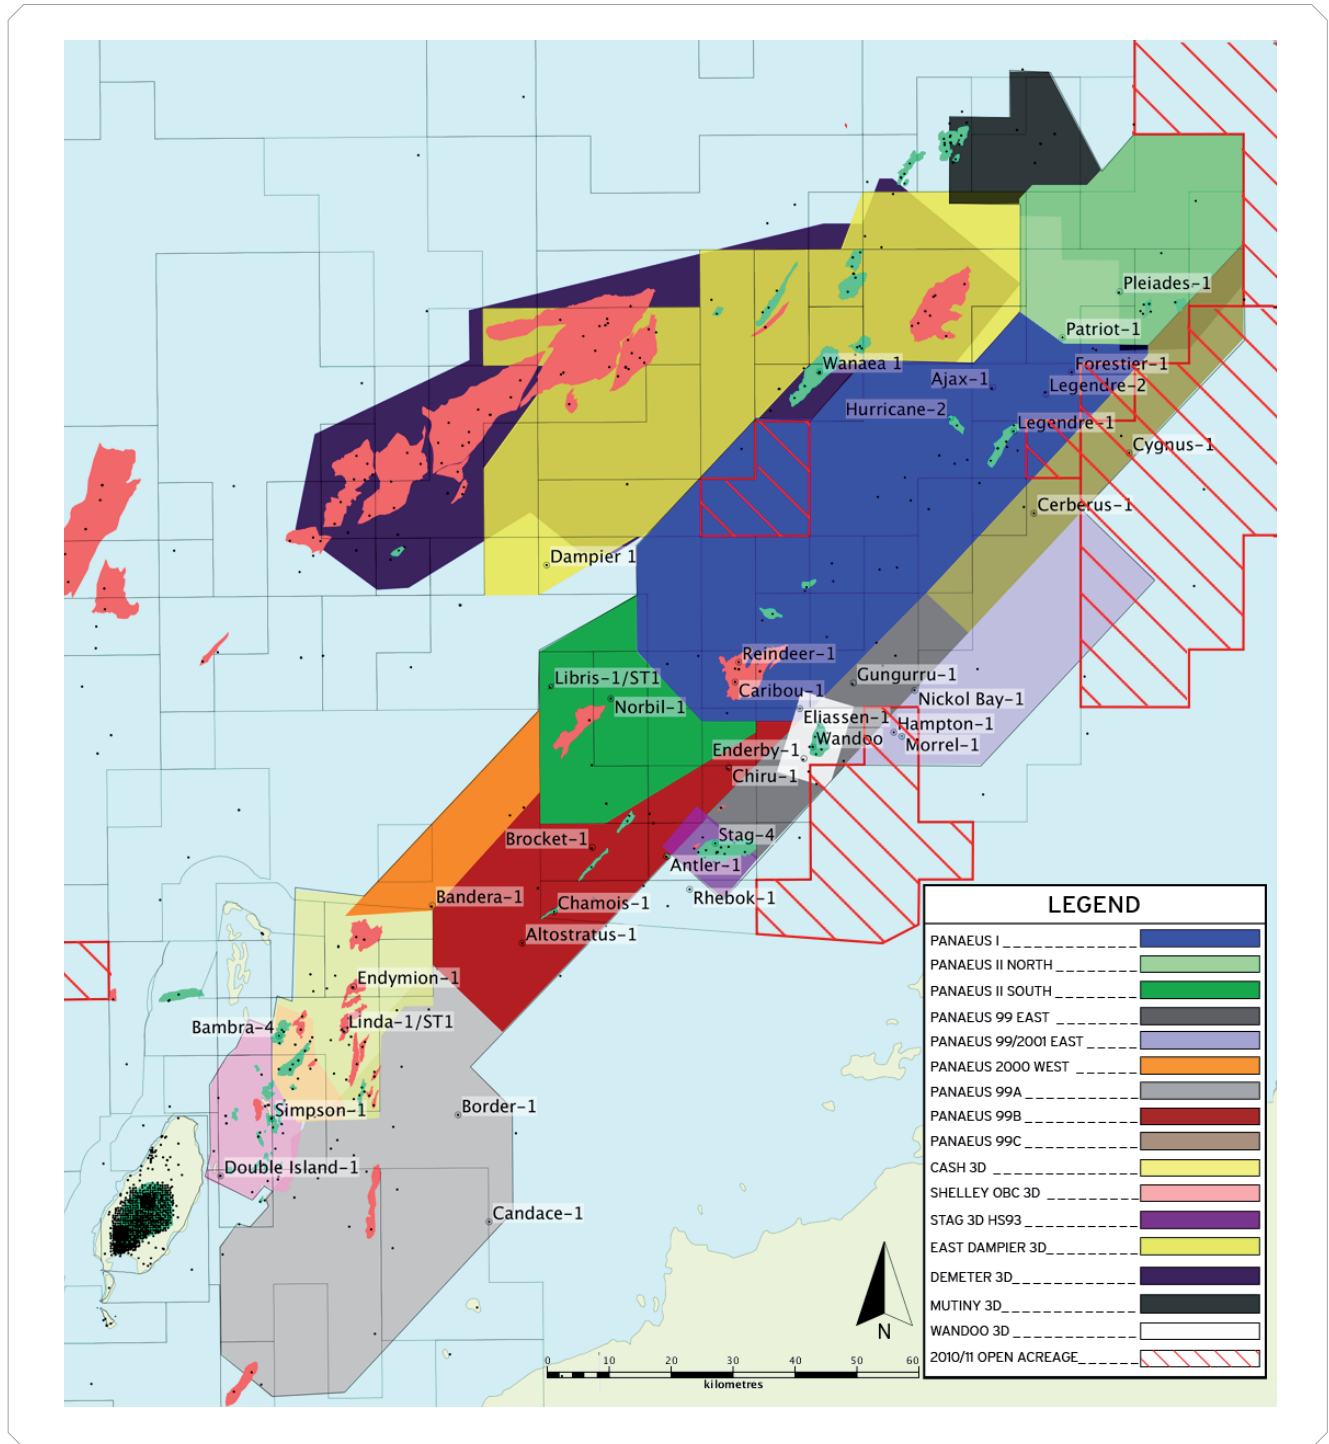 Pleiades-1
Patriot-1
Forestier-1
Wanaea 1
Ajax-1
Legendre-2
Hurricane-2
Legendre-1
Cygnus-1
Cerberus-1
Dampier 1
Reindeer-1
Libris-1/ST1
Gungurru-1
Caribou-1
Nickol Bay-1
Norbil-1
Eliassen-1
Hampton-1
Wandoo
Morrel-1
Enderby-1
Chiru-1
Stag-4
Brocket-1
Antler-1
Bandera-1
Rhebok-1
Chamois-1
Altostratus-1
Endymion-1
Bambra-4
Linda-1/ST1
Simpson-1
Border-1
Double Island-1
Candace-1
LEGEND
PANAEUS I
PANAEUS II NORTH
PANAEUS II SOUTH
PANAEUS 99 EAST
PANAEUS 99/2001 EAST
PANAEUS 2000 WEST
PANAEUS 99A
PANAEUS 99B
PANAEUS 99C
CASH 3D
SHELLEY OBC 3D
STAG 3D HS93
EAST DAMPIER 3D
DEMETER 3D
MUTINY 3D
WANDOO 3D
2010/11 OPEN ACREAGE
N
0 10 20 30 40 50 60
kilometres